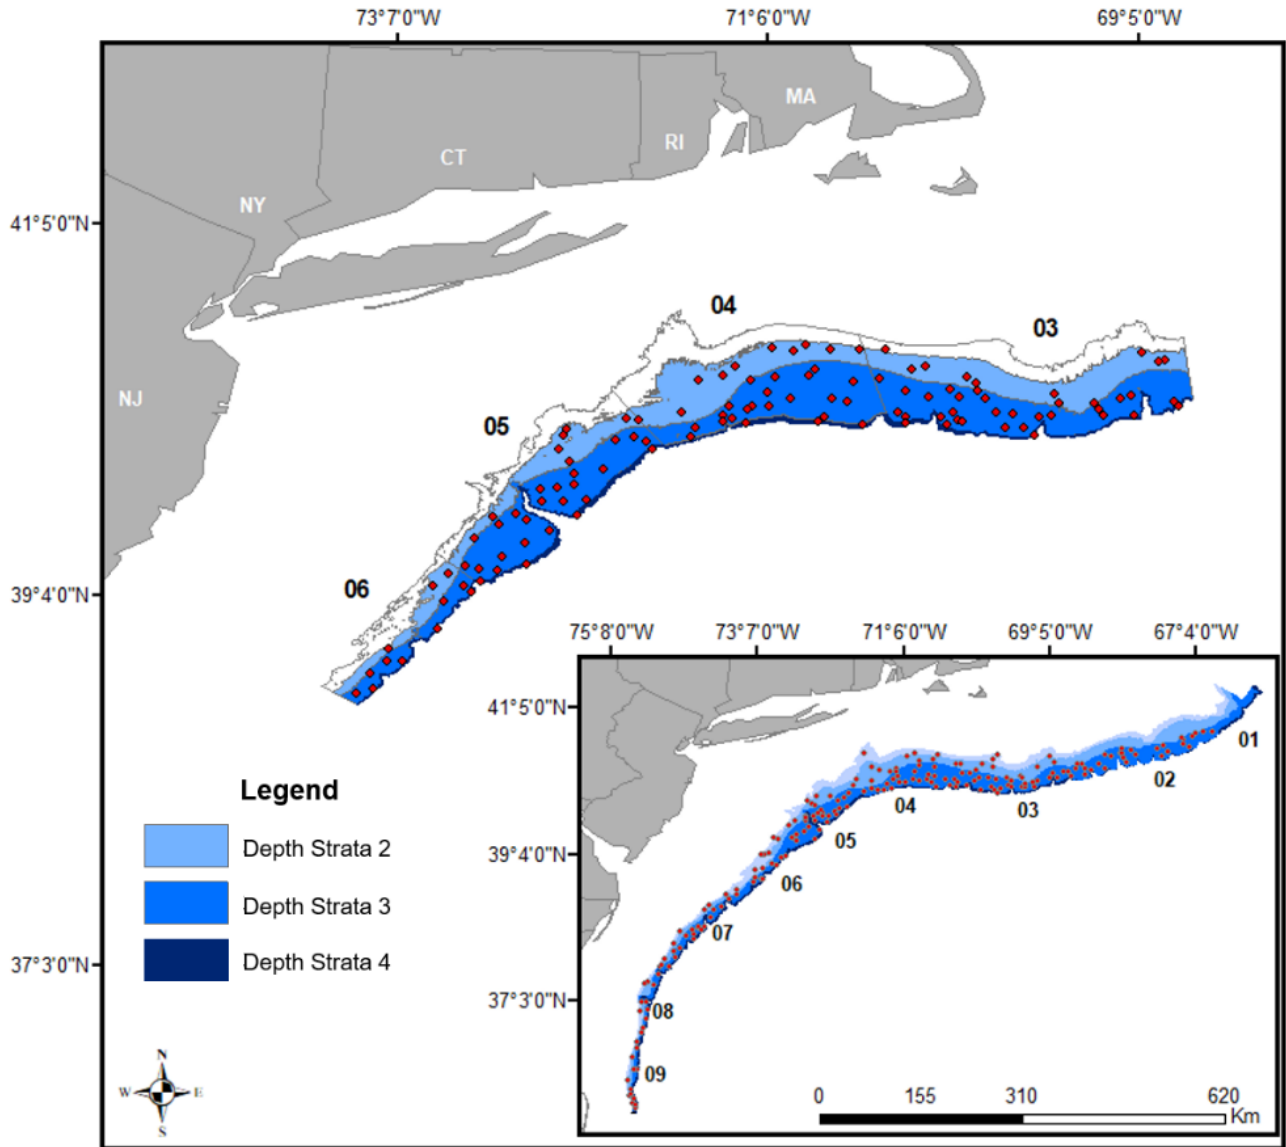 73°7'0"W 71°6'0"W 69°5'0"W
MA
RI
CT
NY
41°5'0"N
04
03
NJ
05
06
39°4'0"N
75°8'0"W 73°7'0"W 71°6'0"W 69°5'0"W 67°4'0"W
41°5'0"N
01
02
04 03
05
39°4'0"N
06
07
37°3'0"N
08
09
Legend
Depth Strata 2
Depth Strata 3
Depth Strata 4
37°3'0"N
N
W E
S
0 155 310 620
Km